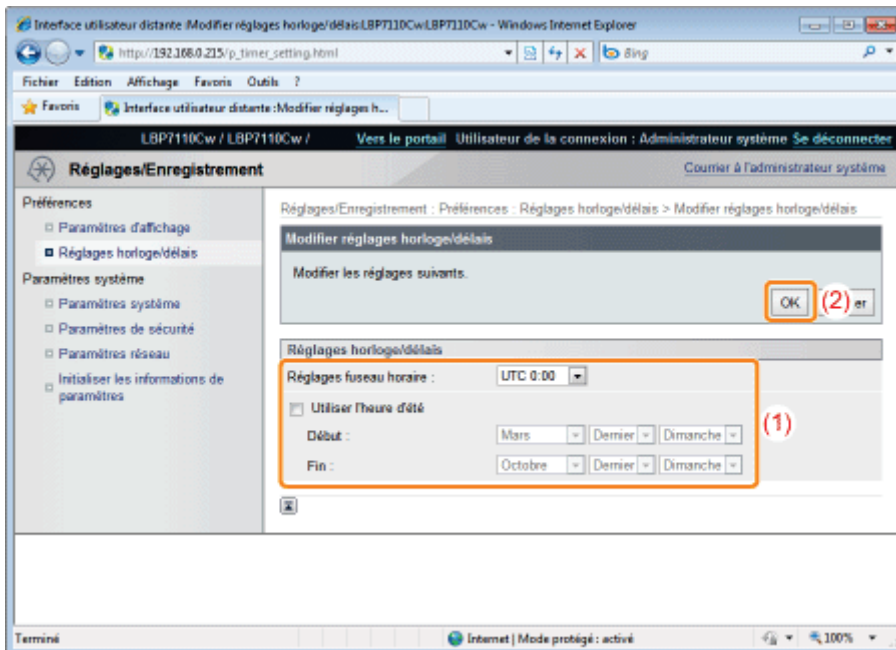 Interface utilisateur distante :Modifier réglages horloge/délais:LBP7110Cw:LBP7110Cw - Windows Internet Explorer
http://192.168.0.215/p_timer_setting.html
Bing
Fichier Edition Affichage Favoris Outils ?
Favoris Interface utilisateur distante :Modifier réglages h...
LBP7110Cw / LBP7110Cw / Vers le portail Utilisateur de la connexion : Administrateur système Se déconnecter
Réglages/Enregistrement Courrier à l'administrateur système
Préférences
Paramètres d'affichage
Réglages horloge/délais
Paramètres système
Paramètres système
Paramètres de sécurité
Paramètres réseau
Initialiser les informations de
paramètres
Réglages/Enregistrement : Préférences : Réglages horloge/délais > Modifier réglages horloge/délais
Modifier réglages horloge/délais
Modifier les réglages suivants.
OK (2) er
Réglages horloge/délais
Réglages fuseau horaire : UTC 0:00
Utiliser l'heure d'été
(1)
Début : Mars Dernier Dimanche
Fin : Octobre Dernier Dimanche
Terminé Internet | Mode protégé : activé 100%